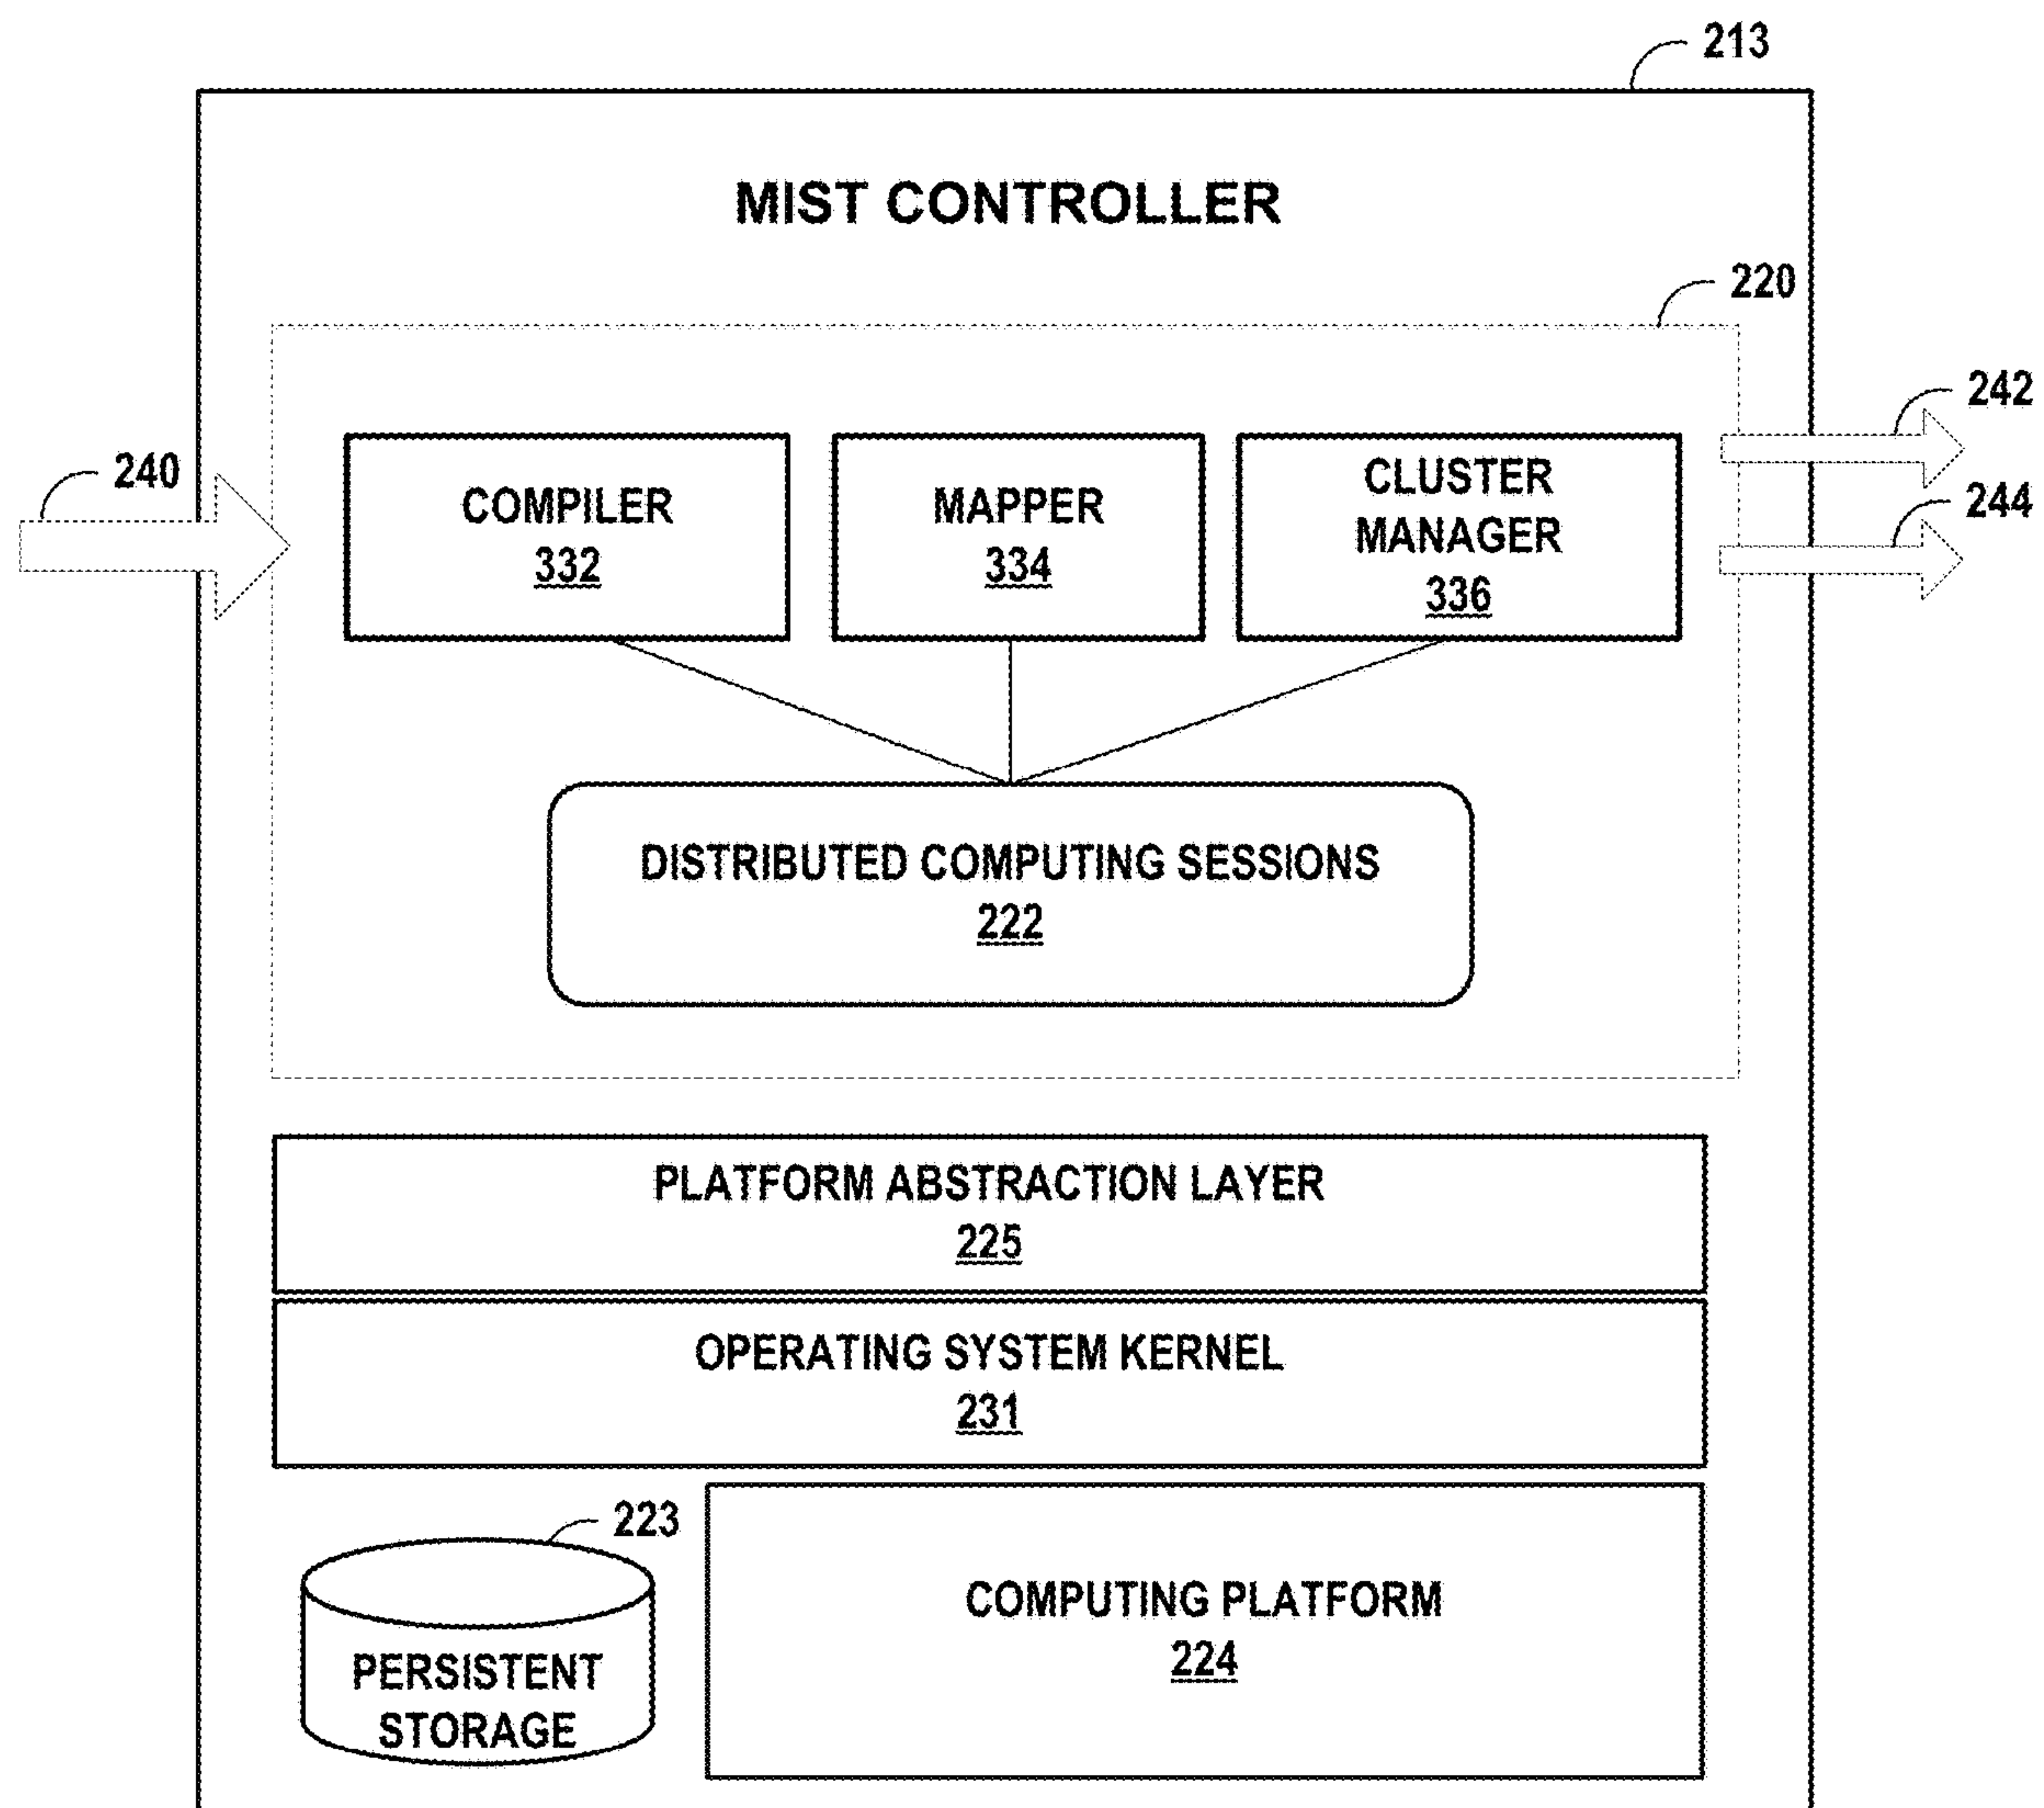 213
MIST CONTROLLER
220
242
240
244
COMPILER
332
MAPPER
334
CLUSTER
MANAGER
336
DISTRIBUTED COMPUTING SESSIONS
222
PLATFORM ABSTRACTION LAYER
225
OPERATING SYSTEM KERNEL
231
223
PERSISTENT
STORAGE
COMPUTING PLATFORM
224